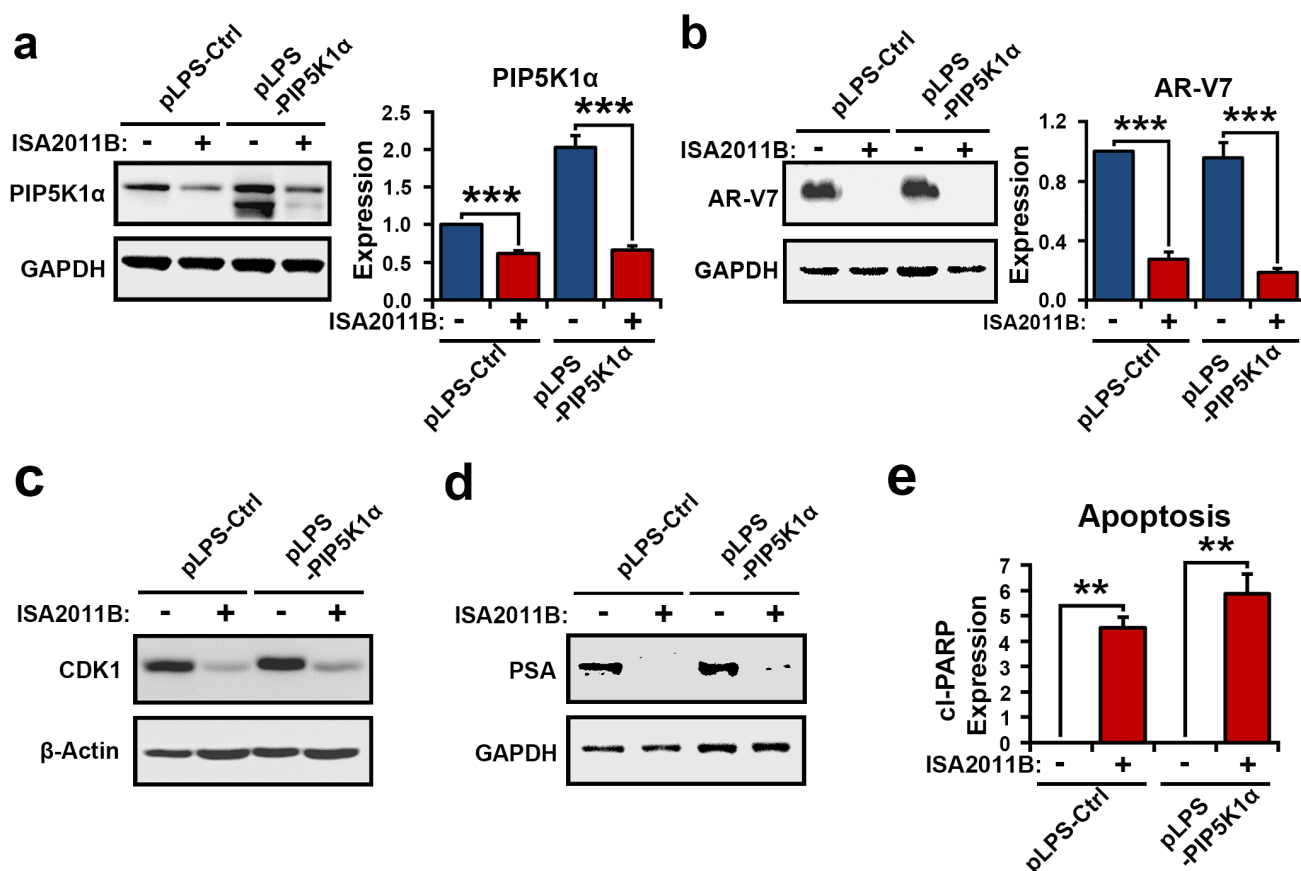 a
pLPS-Ctrl
pLPS
-PIP5K1α
ISA2011B: - + - +
PIP5K1α
GAPDH
PIP5K1α
Expression
2.5
2.0
1.5
1.0
0.5
0.0
***
***
ISA2011B: - + - +
pLPS-Ctrl
pLPS
-PIP5K1α
b
pLPS-Ctrl
pLPS
-PIP5K1α
ISA2011B: - + - +
AR-V7
GAPDH
AR-V7
Expression
1.2
0.8
0.4
0.0
***
***
ISA2011B: - + - +
pLPS-Ctrl
pLPS
-PIP5K1α
c
pLPS-Ctrl
pLPS
-PIP5K1α
ISA2011B: - + - +
CDK1
β-Actin
d
pLPS-Ctrl
pLPS
-PIP5K1α
ISA2011B: - + - +
PSA
GAPDH
e
Apoptosis
cl-PARP
Expression
7
6
5
4
3
2
1
0
**
**
ISA2011B: - + - +
pLPS-Ctrl
pLPS
-PIP5K1α